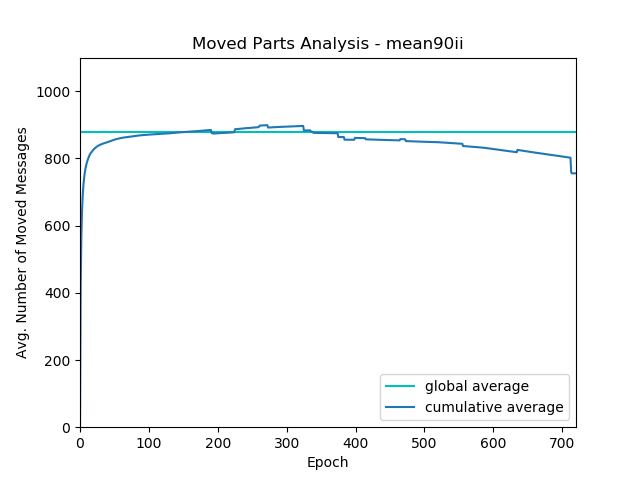 Moved Parts Analysis - mean90ii
Avg. Number of Moved Messages
1000
800
600
400
200
0
0 100 200 300 400 500 600 700
Epoch
global average
cumulative average